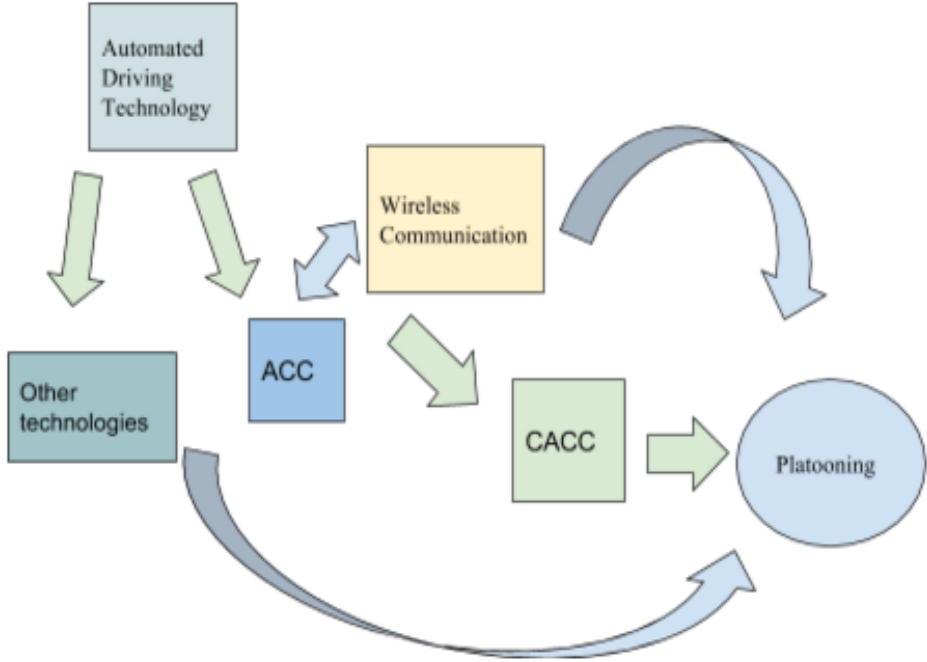 Automated
Driving
Technology
Wireless
Communication
ACC
Other
technologies
CACC
Platooning